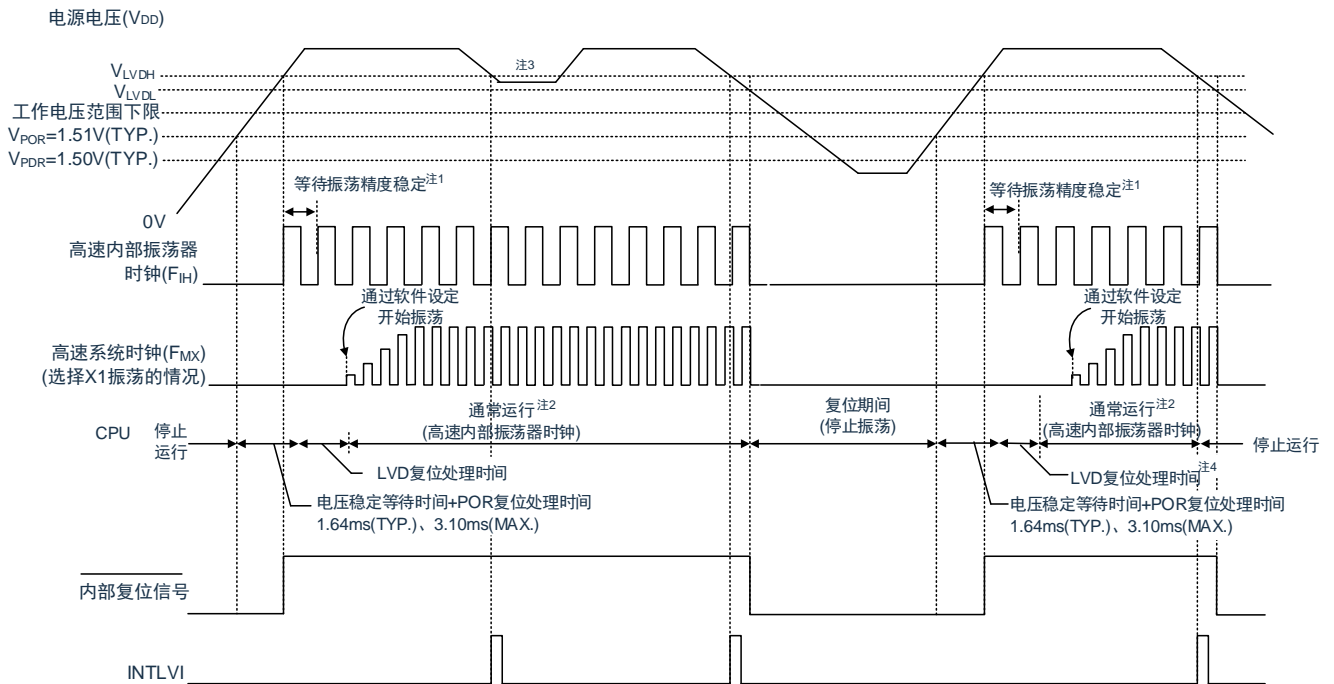 电源电压(VDD)
注3
VLVDH
VLVDL
工作电压范围下限
VPOR=1.51V(TYP.)
VPDR=1.50V(TYP.)
0V
等待振荡精度稳定注1
等待振荡精度稳定注1
高速内部振荡器
时钟(FIH)
通过软件设定
开始振荡
通过软件设定
开始振荡
高速系统时钟(FMX)
(选择X1振荡的情况)
CPU
停止
运行
通常运行注2
(高速内部振荡器时钟)
复位期间
(停止振荡)
通常运行注2
(高速内部振荡器时钟)
停止运行
LVD复位处理时间
LVD复位处理时间注4
电压稳定等待时间+POR复位处理时间
1.64ms(TYP.)、3.10ms(MAX.)
电压稳定等待时间+POR复位处理时间
1.64ms(TYP.)、3.10ms(MAX.)
内部复位信号
INTLVI